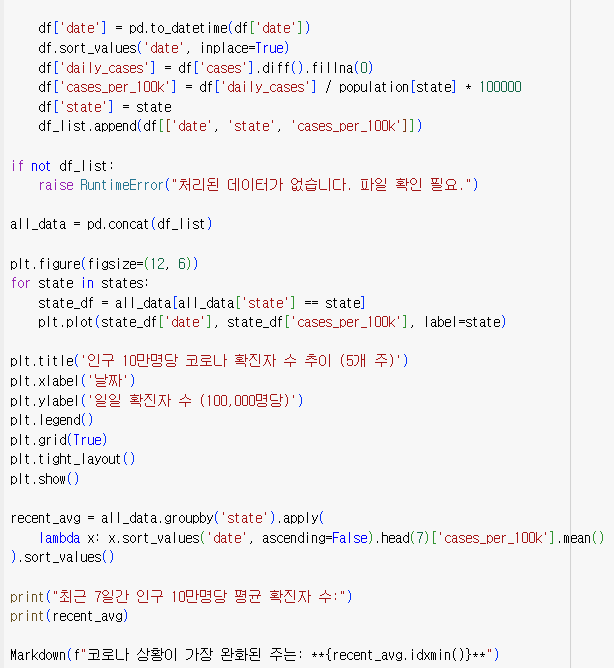 df['date'] = pd.to_datetime(df['date'])
df.sort_values('date', inplace=True)
df['daily_cases'] = df['cases'].diff().fillna(0)
df['cases_per_100k'] = df['daily_cases'] / population[state] * 100000
df['state'] = state
df_list.append(df[['date', 'state', 'cases_per_100k']])
if not df_list:
raise RuntimeError("처리된 데이터가 없습니다. 파일 확인 필요.")
all_data = pd.concat(df_list)
plt.figure(figsize=(12, 6))
for state in states:
state_df = all_data[all_data['state'] == state]
plt.plot(state_df['date'], state_df['cases_per_100k'], label=state)
plt.title('인구 10만명당 코로나 확진자 수 추이 (5개 주)')
plt.xlabel('날짜')
plt.ylabel('일일 확진자 수 (100,000명당)')
plt.legend()
plt.grid(True)
plt.tight_layout()
plt.show()
recent_avg = all_data.groupby('state').apply(
lambda x: x.sort_values('date', ascending=False).head(7)['cases_per_100k'].mean()
).sort_values()
print("최근 7일간 인구 10만명당 평균 확진자 수:")
print(recent_avg)
Markdown(f"코로나 상황이 가장 완화된 주는: **{recent_avg.idxmin()}**")